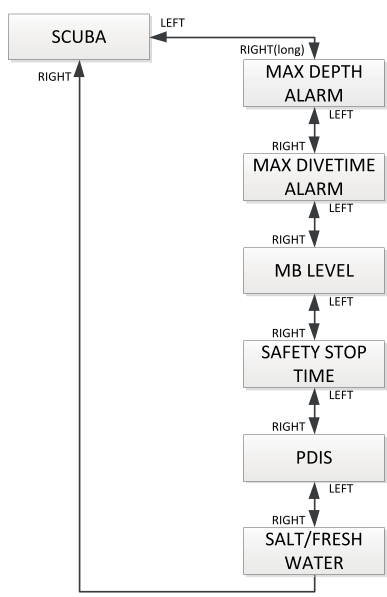 SCUBA
LEFT
RIGHT(long)
RIGHT
MAX DEPTH
ALARM
LEFT
RIGHT
MAX DIVETIME
ALARM
LEFT
RIGHT
MB LEVEL
LEFT
RIGHT
SAFETY STOP
TIME
LEFT
RIGHT
PDIS
LEFT
RIGHT
SALT/FRESH
WATER